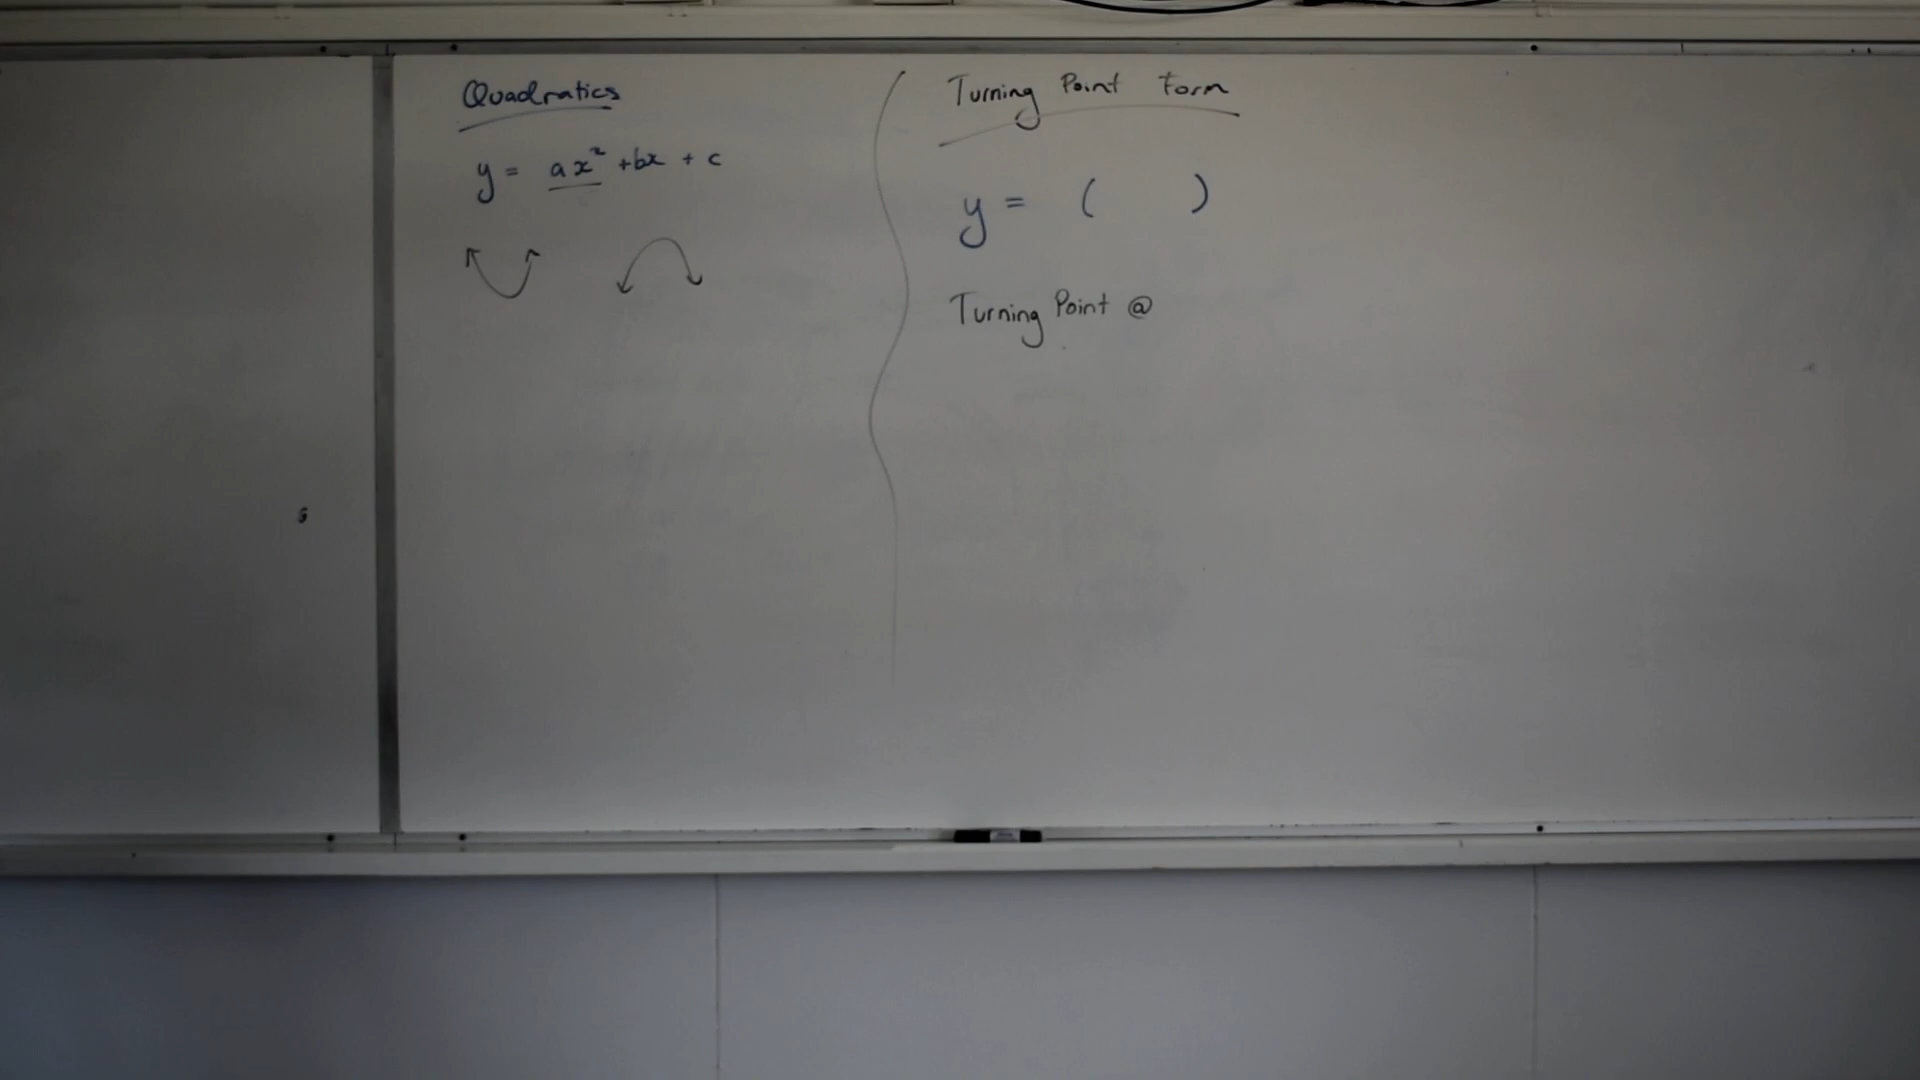 Quadratics
y = ax² + bx + c
Turning Point Form
y = ( )
Turning Point @